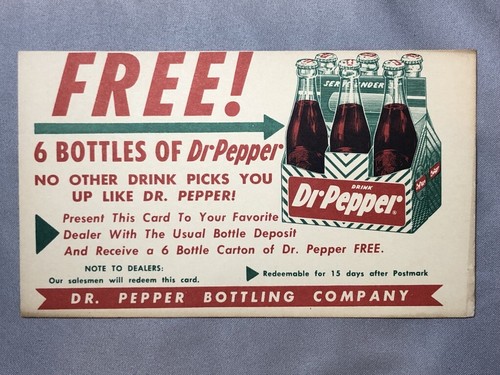 FREE!
6 BOTTLES OF Dr Pepper
NO OTHER DRINK PICKS YOU
UP LIKE DR. PEPPER!
Present This Card To Your Favorite
Dealer With The Usual Bottle Deposit
And Receive a 6 Bottle Carton of Dr. Pepper FREE.
NOTE TO DEALERS:
Our salesmen will redeem this card.
Redeemable for 15 days after Postmark
DR. PEPPER BOTTLING COMPANY
DRINK
Dr Pepper